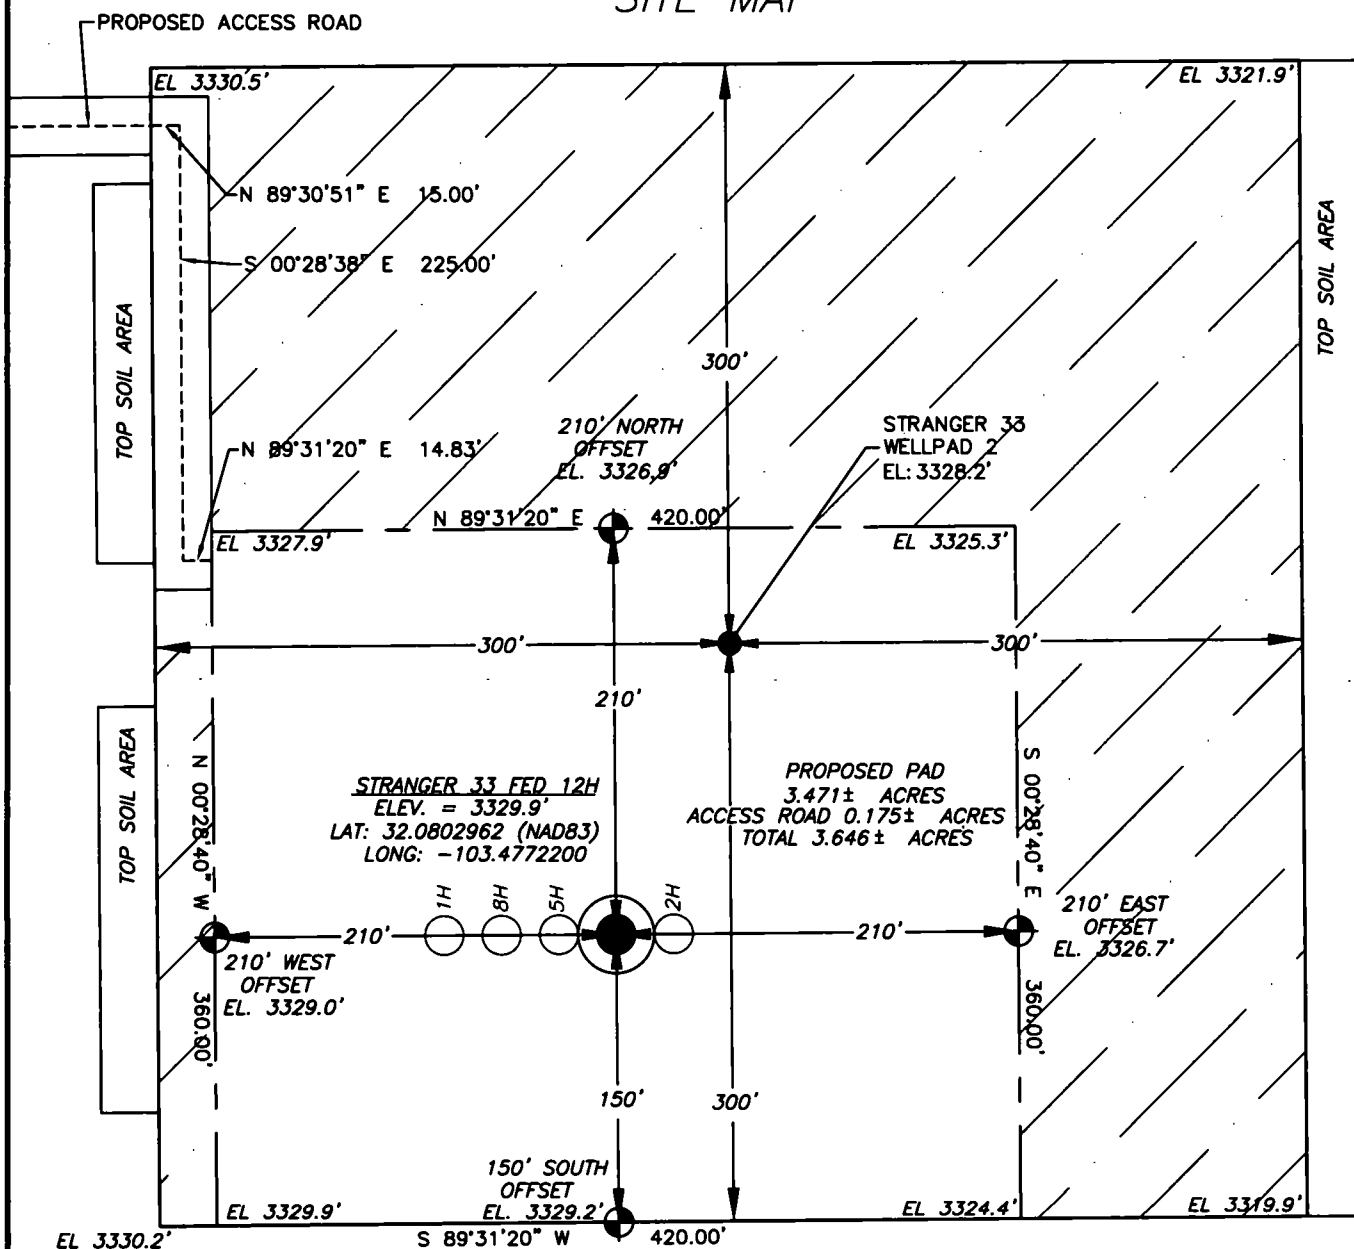 SITE MAP
PROPOSED ACCESS ROAD
EL 3330.5'
EL 3321.9'
N 89°30'51" E 15.00'
S 00°28'38" E 225.00'
TOP SOIL AREA
TOP SOIL AREA
300'
210' NORTH
OFFSET
EL. 3326.9'
STRANGER 33
WELLPAD 2
EL: 3328.2'
N 89°31'20" E 14.83'
N 89°31'20" E 420.00'
EL 3327.9'
EL 3325.3'
300'
300'
210'
TOP SOIL AREA
N 00°28'40" W 360.00'
S 00°28'40" E 360.00'
STRANGER 33 FED 12H
ELEV. = 3329.9'
LAT: 32.0802962 (NAD83)
LONG: -103.4772200
PROPOSED PAD
3.471± ACRES
ACCESS ROAD 0.175± ACRES
TOTAL 3.646± ACRES
1H
8H
5H
2H
210'
210'
210' WEST
OFFSET
EL. 3329.0'
210' EAST
OFFSET
EL. 3326.7'
150'
300'
150' SOUTH
OFFSET
EL. 3329.2'
EL 3329.9'
EL 3324.4'
EL 3319.9'
EL 3330.2'
S 89°31'20" W 420.00'